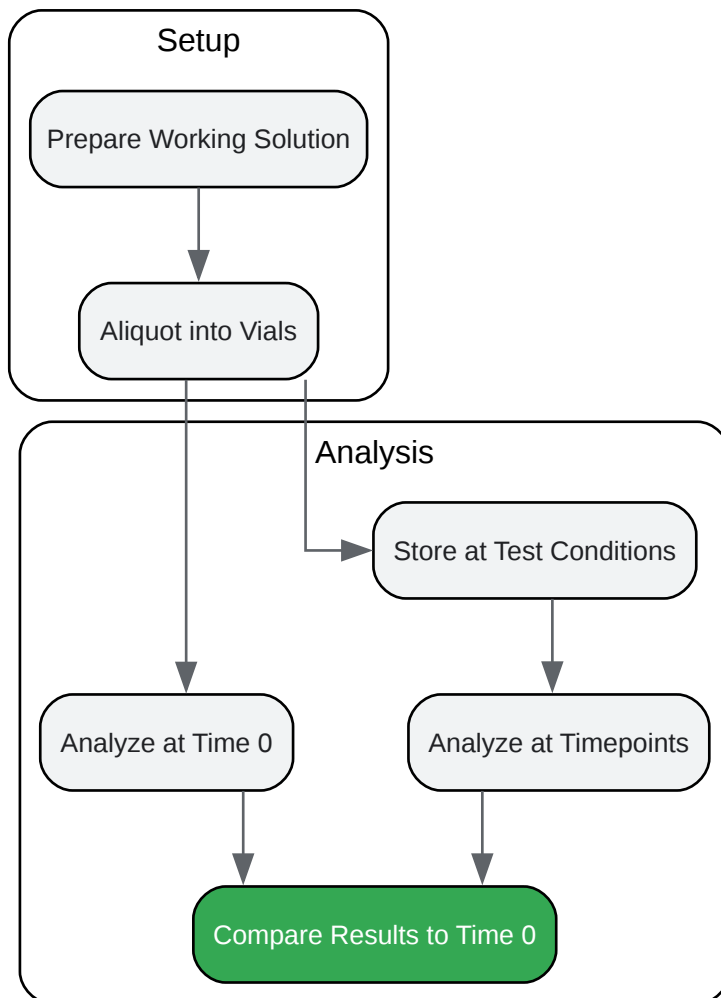 Setup
Prepare Working Solution
Aliquot into Vials
Analysis
Store at Test Conditions
Analyze at Time 0
Analyze at Timepoints
Compare Results to Time 0